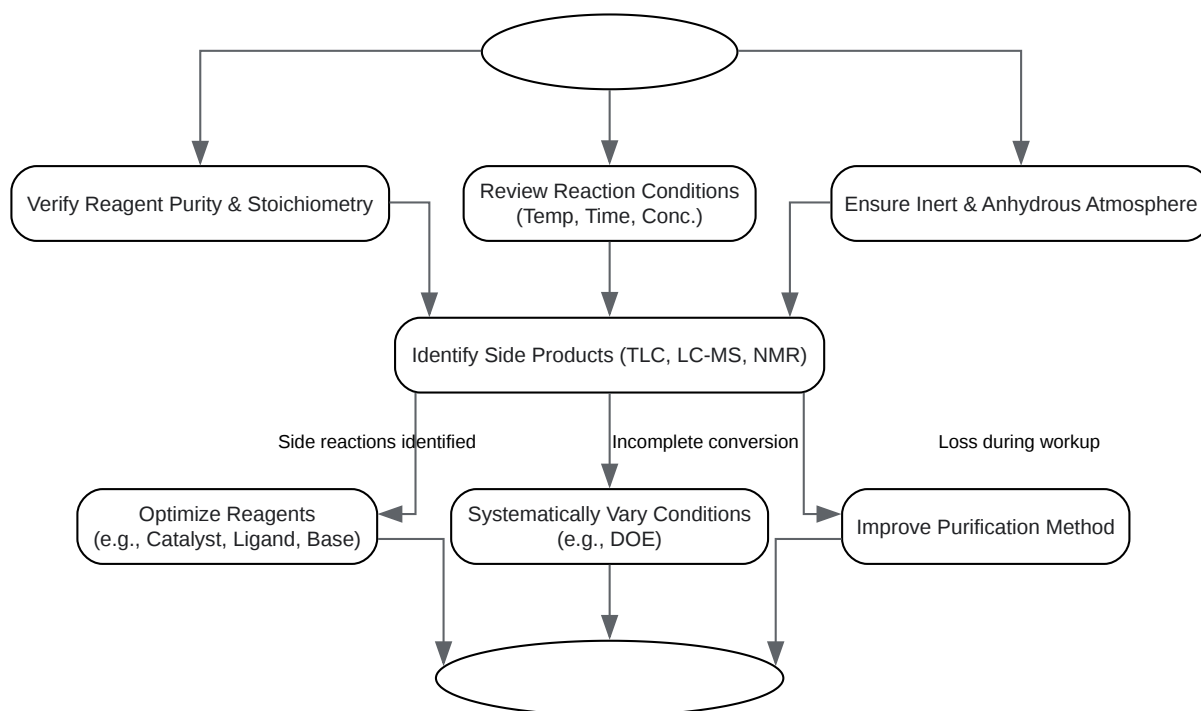 Verify Reagent Purity & Stoichiometry
Review Reaction Conditions
(Temp, Time, Conc.)
Ensure Inert & Anhydrous Atmosphere
Identify Side Products (TLC, LC-MS, NMR)
Side reactions identified
Incomplete conversion
Loss during workup
Optimize Reagents
(e.g., Catalyst, Ligand, Base)
Systematically Vary Conditions
(e.g., DOE)
Improve Purification Method